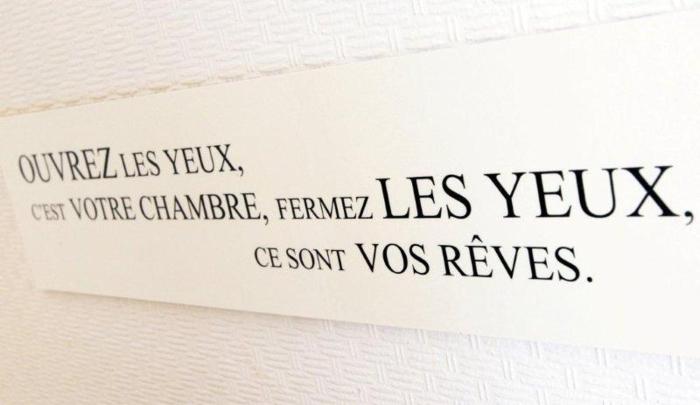 OUVREZ LES YEUX,
C'EST VOTRE CHAMBRE, FERMEZ LES YEUX,
CE SONT VOS RÊVES.